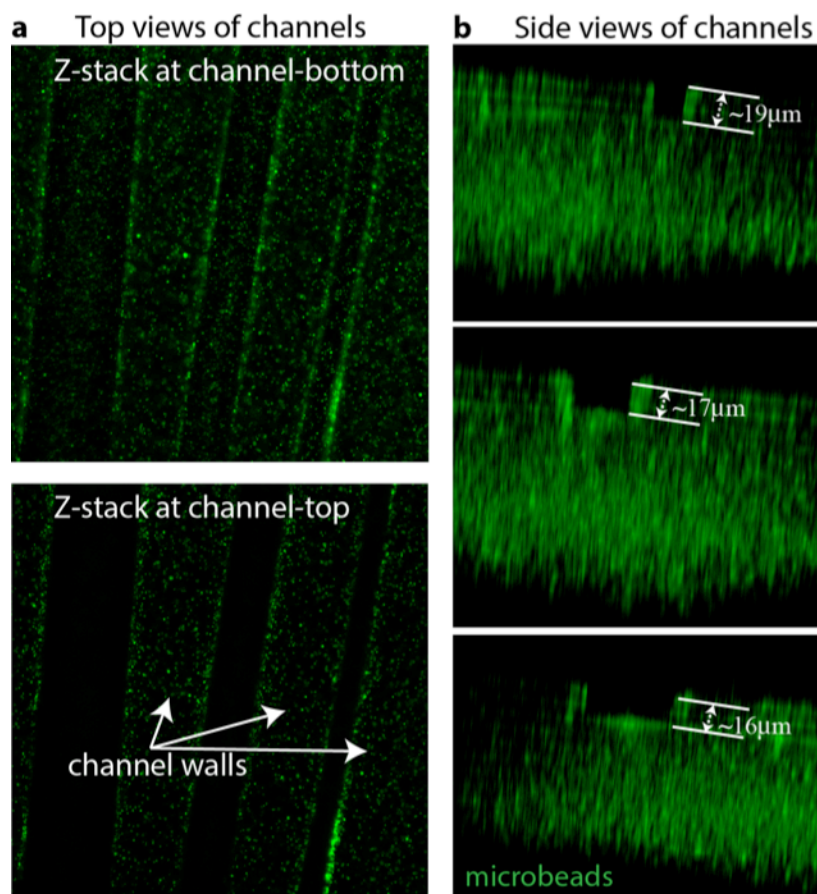 a Top views of channels
Z-stack at channel-bottom
Z-stack at channel-top
channel walls
b Side views of channels
~19μm
~17μm
~16μm
microbeads